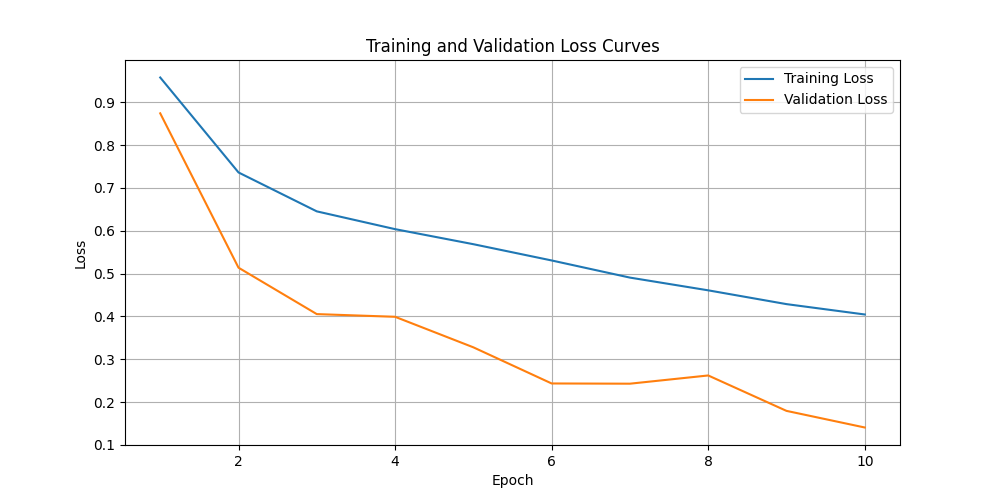 Training and Validation Loss Curves
Training Loss
Validation Loss
0.9
0.8
0.7
0.6
0.5
0.4
0.3
0.2
0.1
Loss
2 4 6 8 10
Epoch